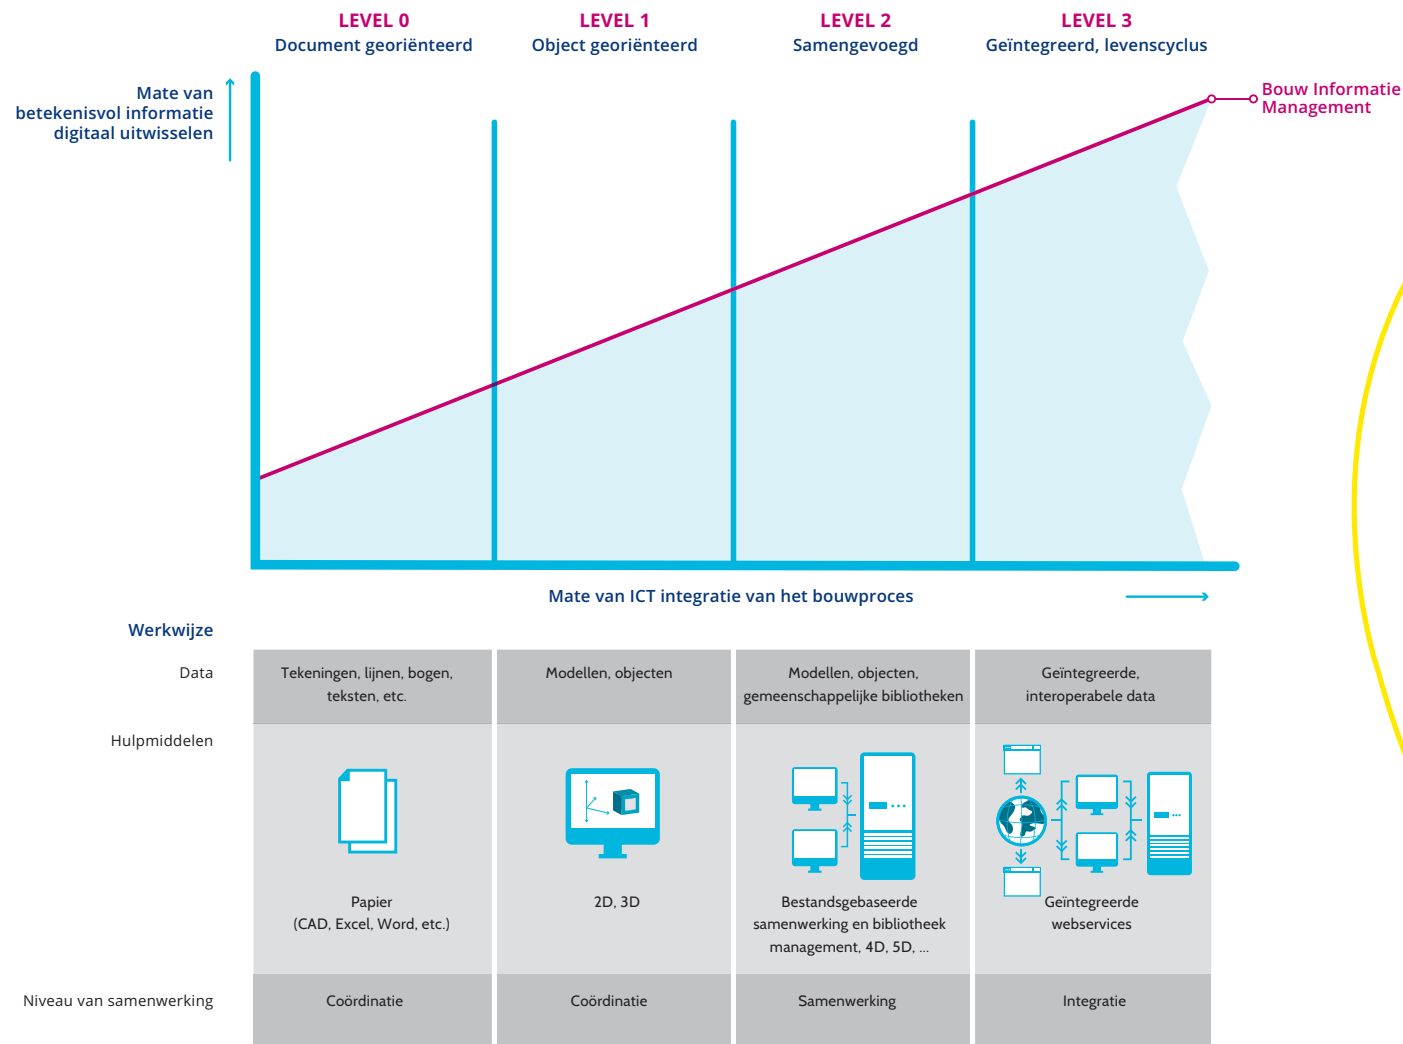 LEVEL 0
Document georiënteerd
LEVEL 1
Object georiënteerd
LEVEL 2
Samengevoegd
LEVEL 3
Geïntegreerd, levenscyclus
Mate van
betekenisvol informatie
digitaal uitwisselen
Bouw Informatie
Management
Mate van ICT integratie van het bouwproces
Werkwijze
Data
Tekeningen, lijnen, bogen,
teksten, etc.
Modellen, objecten
Modellen, objecten,
gemeenschappelijke bibliotheken
Geïntegreerde,
interoperabele data
Hulpmiddelen
Papier
(CAD, Excel, Word, etc.)
2D, 3D
Bestandsgebaseerde
samenwerking en bibliotheek
management, 4D, 5D, ...
Geïntegreerde
webservices
Niveau van samenwerking
Coördinatie
Coördinatie
Samenwerking
Integratie